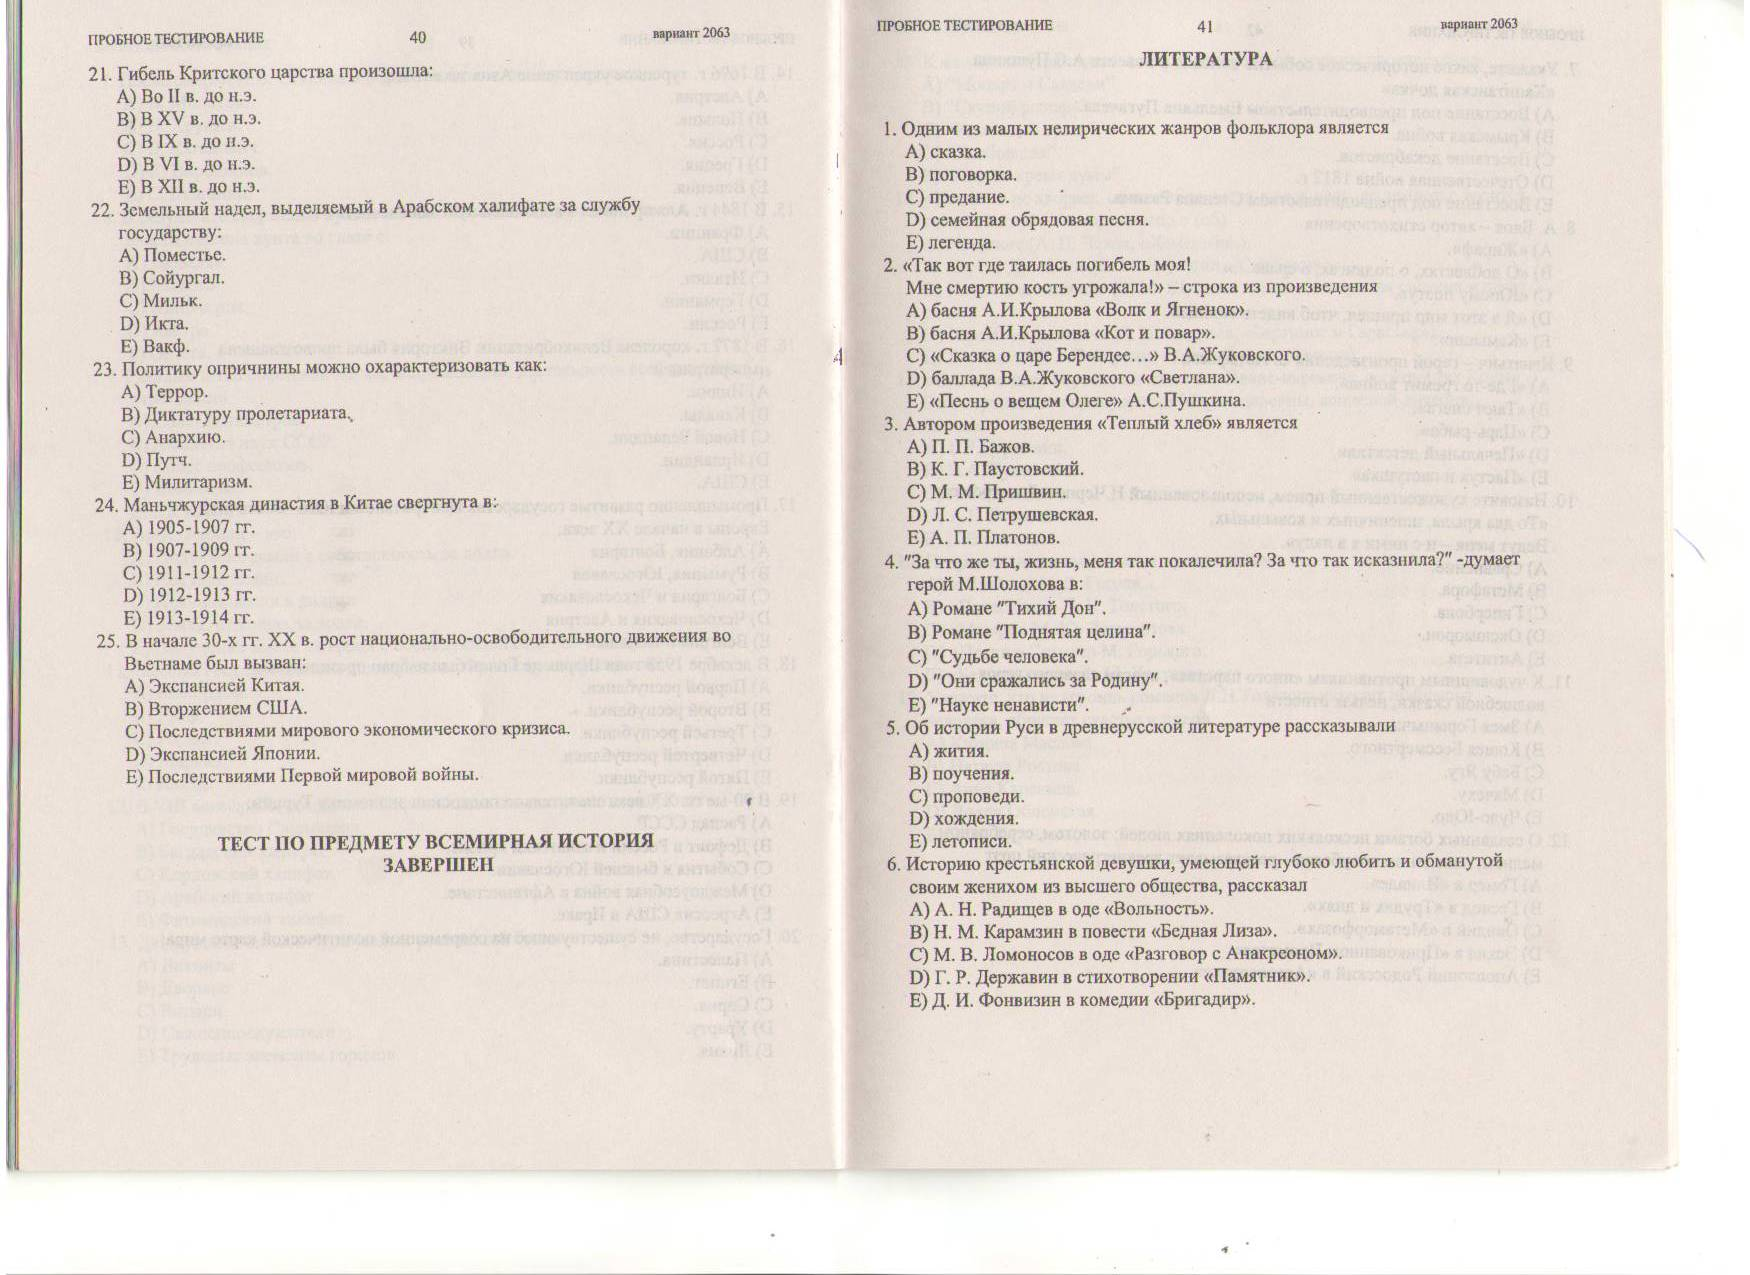 ПРОБНОЕ ТЕСТИРОВАНИЕ 40 вариант 2063
21. Гибель Критского царства произошла:
A) Во II в. до н.э.
B) В XV в. до н.э.
C) В IX в. до н.э.
D) В VI в. до н.э.
E) В XII в. до н.э.
22. Земельный надел, выделяемый в Арабском халифате за службу
государству:
A) Поместье.
B) Сойургал.
C) Мильк.
D) Икта.
E) Вакф.
23. Политику опричнины можно охарактеризовать как:
A) Террор.
B) Диктатуру пролетариата.
C) Анархию.
D) Путч.
E) Милитаризм.
24. Маньчжурская династия в Китае свергнута в:
A) 1905-1907 гг.
B) 1907-1909 гг.
C) 1911-1912 гг.
D) 1912-1913 гг.
E) 1913-1914 гг.
25. В начале 30-х гг. XX в. рост национально-освободительного движения во
Вьетнаме был вызван:
A) Экспансией Китая.
B) Вторжением США.
C) Последствиями мирового экономического кризиса.
D) Экспансией Японии.
E) Последствиями Первой мировой войны.
ТЕСТ ПО ПРЕДМЕТУ ВСЕМИРНАЯ ИСТОРИЯ
ЗАВЕРШЕН
ПРОБНОЕ ТЕСТИРОВАНИЕ 41 вариант 2063
ЛИТЕРАТУРА
1. Одним из малых нелирических жанров фольклора является
A) сказка.
B) поговорка.
C) предание.
D) семейная обрядовая песня.
E) легенда.
2. «Так вот где таилась погибель моя!
Мне смертию кость угрожала!» – строка из произведения
A) басня А.И.Крылова «Волк и Ягненок».
B) басня А.И.Крылова «Кот и повар».
C) «Сказка о царе Берендее…» В.А.Жуковского.
D) баллада В.А.Жуковского «Светлана».
E) «Песнь о вещем Олеге» А.С.Пушкина.
3. Автором произведения «Теплый хлеб» является
A) П. П. Бажов.
B) К. Г. Паустовский.
C) М. М. Пришвин.
D) Л. С. Петрушевская.
E) А. П. Платонов.
4. "За что же ты, жизнь, меня так покалечила? За что так исказнила?" -думает
герой М.Шолохова в:
A) Романе "Тихий Дон".
B) Романе "Поднятая целина".
C) "Судьбе человека".
D) "Они сражались за Родину".
E) "Науке ненависти".
5. Об истории Руси в древнерусской литературе рассказывали
A) жития.
B) поучения.
C) проповеди.
D) хождения.
E) летописи.
6. Историю крестьянской девушки, умеющей глубоко любить и обманутой
своим женихом из высшего общества, рассказал
A) А. Н. Радищев в оде «Вольность».
B) Н. М. Карамзин в повести «Бедная Лиза».
C) М. В. Ломоносов в оде «Разговор с Анакреоном».
D) Г. Р. Державин в стихотворении «Памятник».
E) Д. И. Фонвизин в комедии «Бригадир».